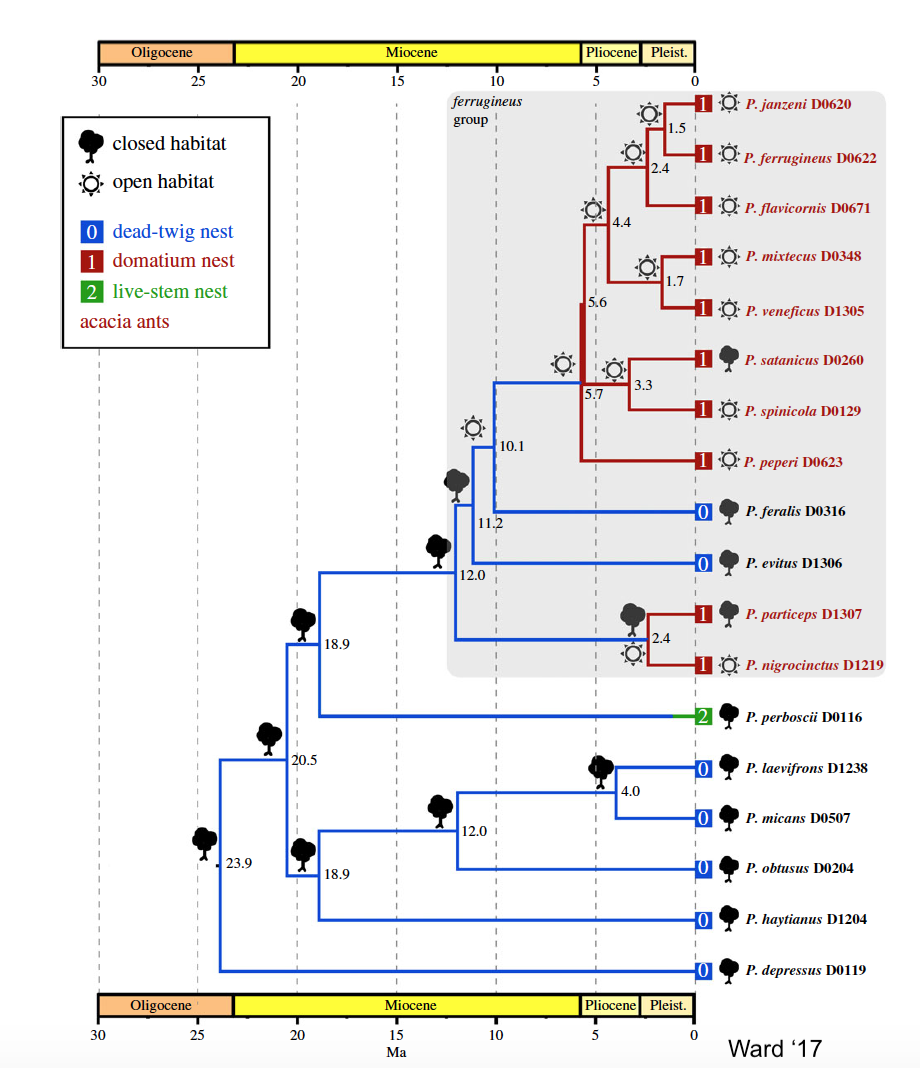 Oligocene Miocene Pliocene Pleist.
30 25 20 15 10 5 0
ferrugineus
group
closed habitat
open habitat
0 dead-twig nest
1 domatium nest
2 live-stem nest
acacia ants
1 P. janzeni D0620
1.5
1 P. ferrugineus D0622
2.4
1 P. flavicornis D0671
4.4
1 P. mixtecus D0348
1.7
1 P. veneficus D1305
5.6
1 P. satanicus D0260
3.3
5.7
1 P. spinicola D0129
10.1
1 P. peperi D0623
0 P. feralis D0316
11.2
0 P. evitus D1306
12.0
1 P. particeps D1307
2.4
18.9
1 P. nigrocinctus D1219
2 P. perboscii D0116
20.5
0 P. laevifrons D1238
4.0
0 P. micans D0507
12.0
23.9
0 P. obtusus D0204
18.9
0 P. haytianus D1204
0 P. depressus D0119
Oligocene Miocene Pliocene Pleist.
30 25 20 15 10 5 0
Ma
Ward ‘17